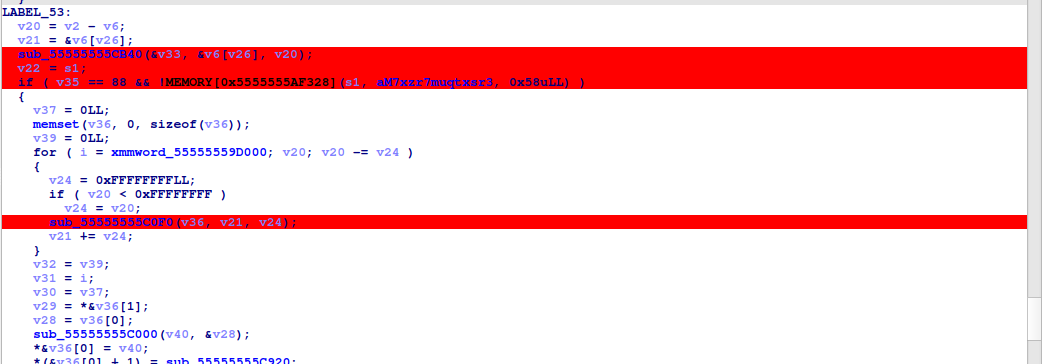 LABEL_53:
v20 = v2 - v6;
v21 = &v6[v26];
sub_55555555CB40(&v33, &v6[v26], v20);
v22 = s1;
if ( v35 == 88 && !MEMORY[0x5555555AF328](s1, aM7xzr7muqtxsr3, 0x58uLL) )
{
v37 = 0LL;
memset(v36, 0, sizeof(v36));
v39 = 0LL;
for ( i = xmmword_55555559D000; v20; v20 -= v24 )
{
v24 = 0xFFFFFFFFLL;
if ( v20 < 0xFFFFFFFF )
v24 = v20;
sub_55555555C0F0(v36, v21, v24);
v21 += v24;
}
v32 = v39;
v31 = i;
v30 = v37;
v29 = *&v36[1];
v28 = v36[0];
sub_55555555C000(v40, &v28);
*&v36[0] = v40;
*(&v36[0] + 1) = sub_55555555C920;